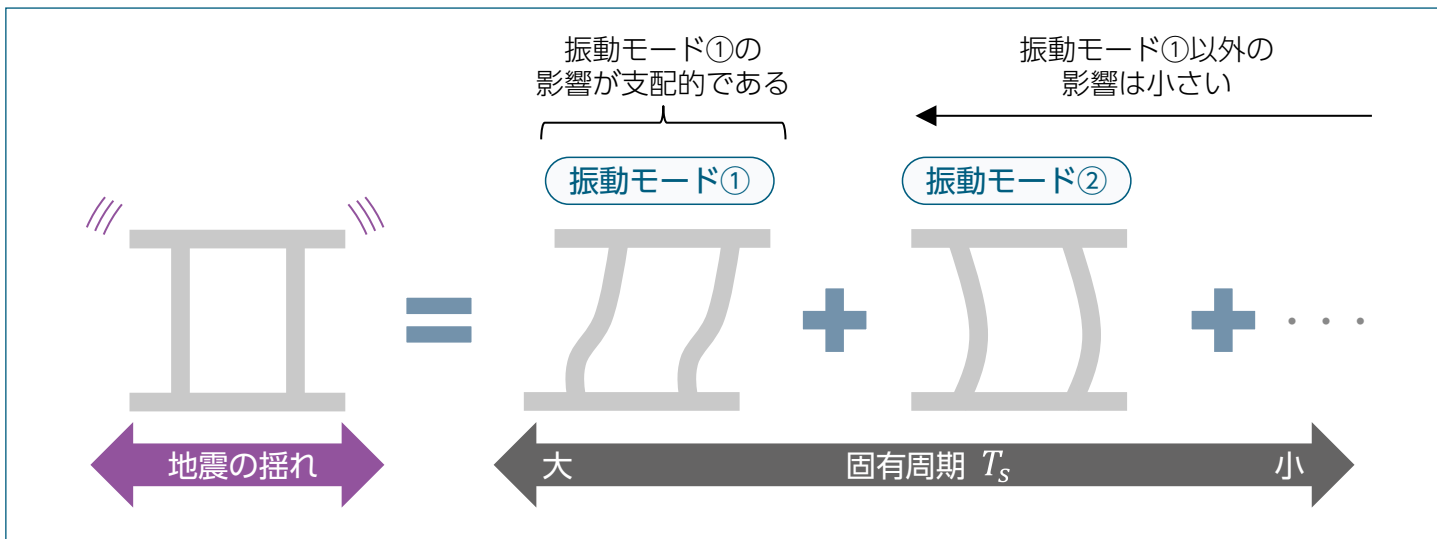 振動モード①の
影響が支配的である
振動モード①以外の
影響は小さい
振動モード①
振動モード②
・・・
地震の揺れ
大
固有周期 T_s
小